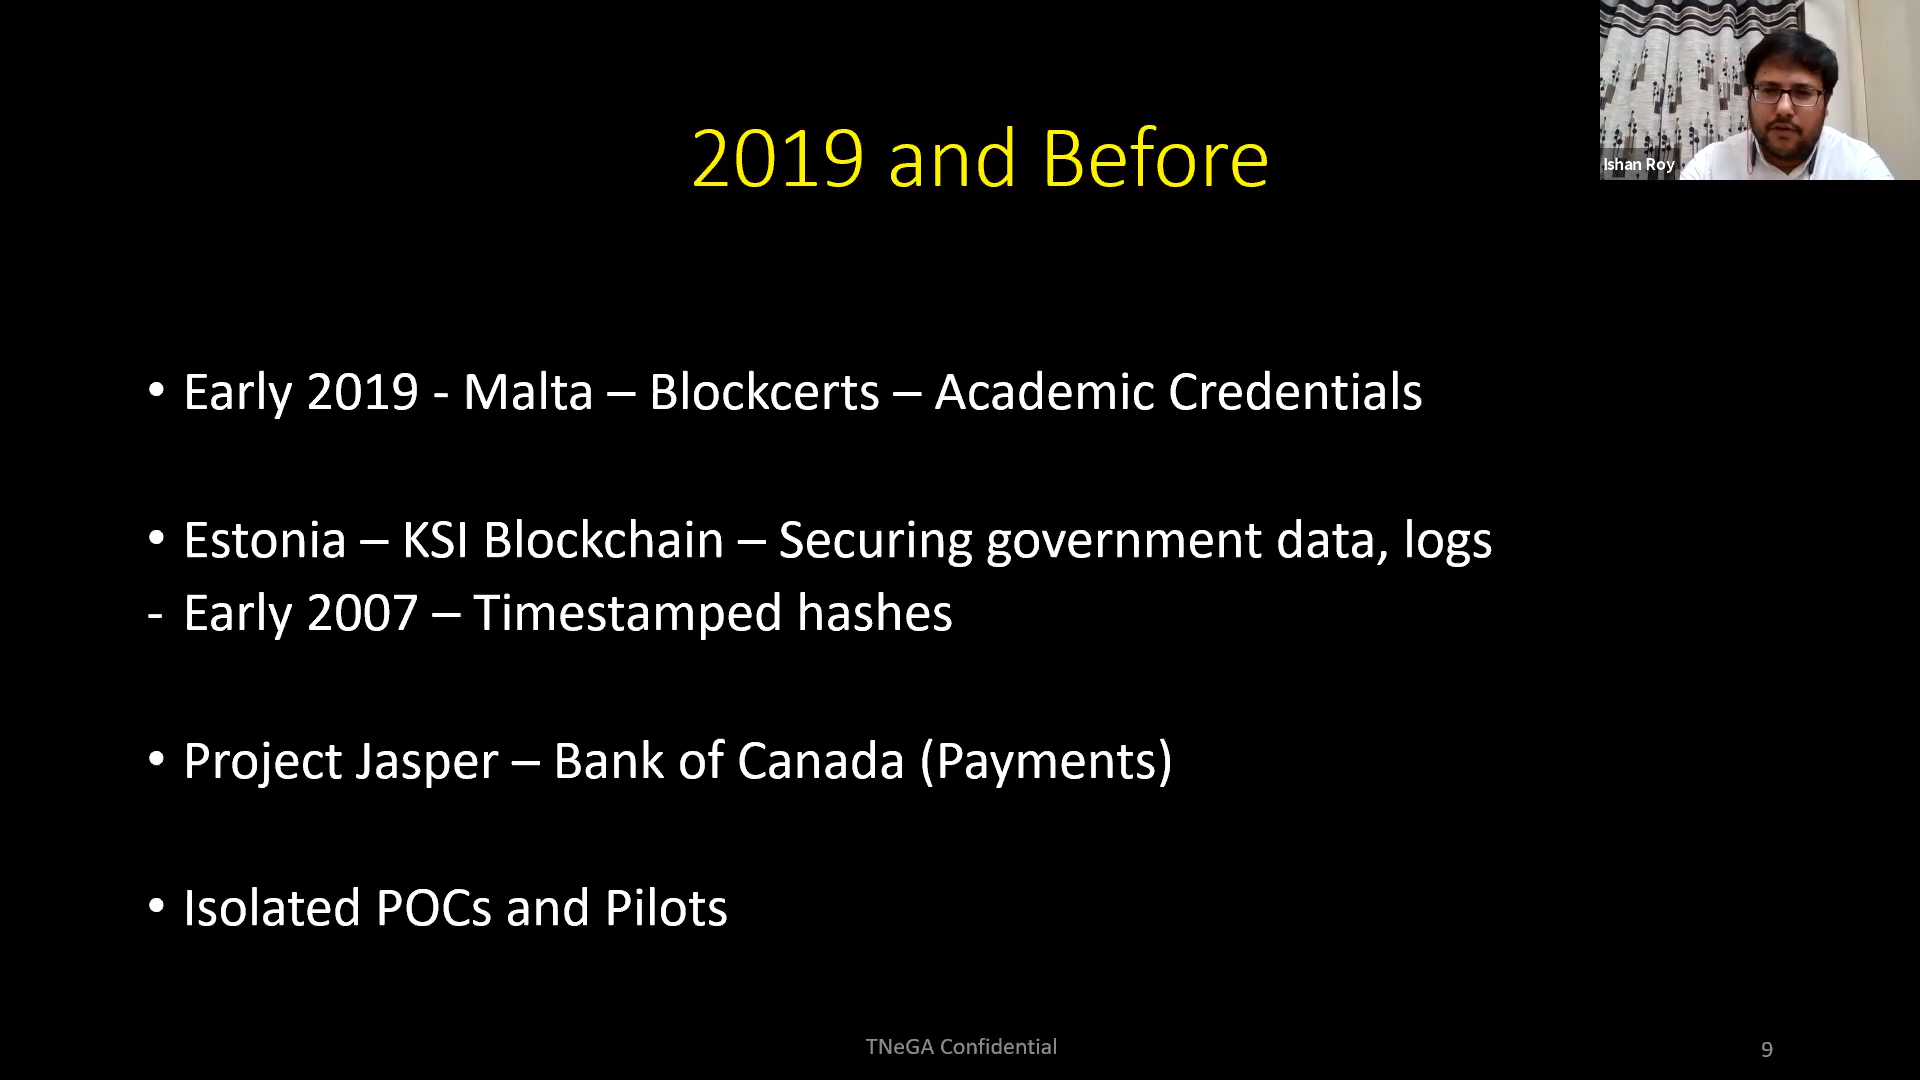 2019 and Before
Ishan Roy
• Early 2019 - Malta – Blockcerts – Academic Credentials
• Estonia – KSI Blockchain – Securing government data, logs
- Early 2007 – Timestamped hashes
• Project Jasper – Bank of Canada (Payments)
• Isolated POCs and Pilots
TNeGA Confidential
9